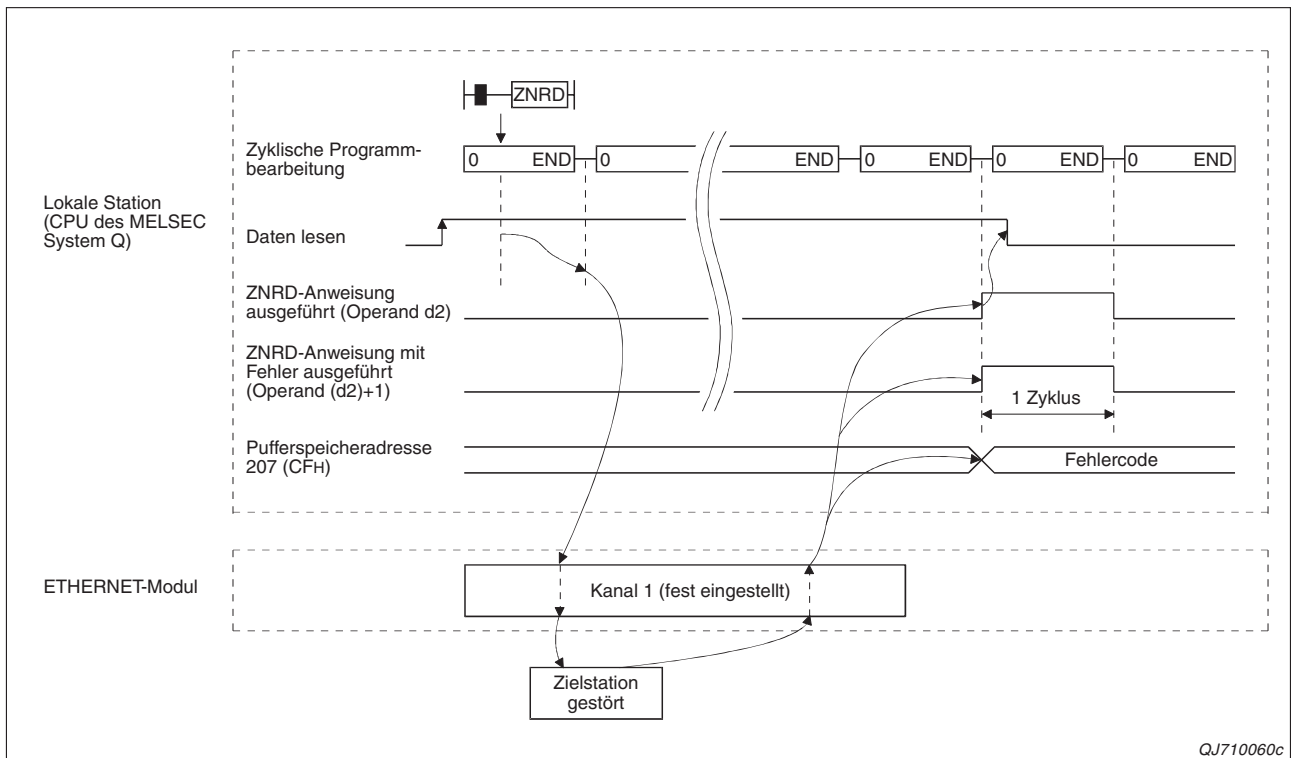 ZNRD
Zyklische Programm-
bearbeitung
0 END 0 END 0 END 0 END 0 END
Lokale Station
(CPU des MELSEC
System Q)
Daten lesen
ZNRD-Anweisung
ausgeführt (Operand d2)
ZNRD-Anweisung mit
Fehler ausgeführt
(Operand (d2)+1)
1 Zyklus
Pufferspeicheradresse
207 (CFH)
Fehlercode
ETHERNET-Modul
Kanal 1 (fest eingestellt)
Zielstation
gestört
QJ710060c